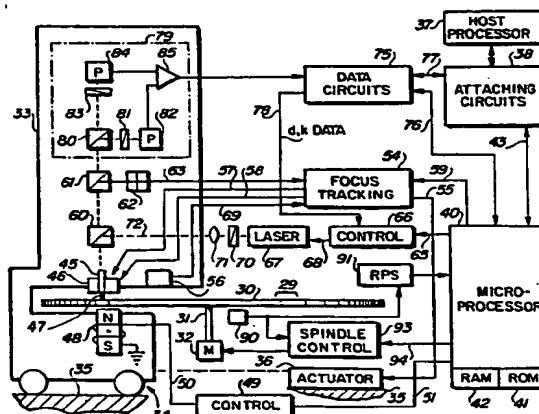 79
84
P
85
83
80
81
82
P
33
61
62
63
57
58
60
72
69
71
70
LASER
67
68
45
46
47
56
48
N
S
30
29
31
32
M
90
91
RPS
34
35
50
49
CONTROL
36
ACTUATOR
35
51
SPINDLE
CONTROL
93
94
75
DATA
CIRCUITS
77
78
d,k DATA
76
54
FOCUS
TRACKING
59
55
66
CONTROL
65
37
HOST
PROCESSOR
38
ATTACHING
CIRCUITS
43
40
MICRO-
PROCESSOR
RAM
ROM
42
41